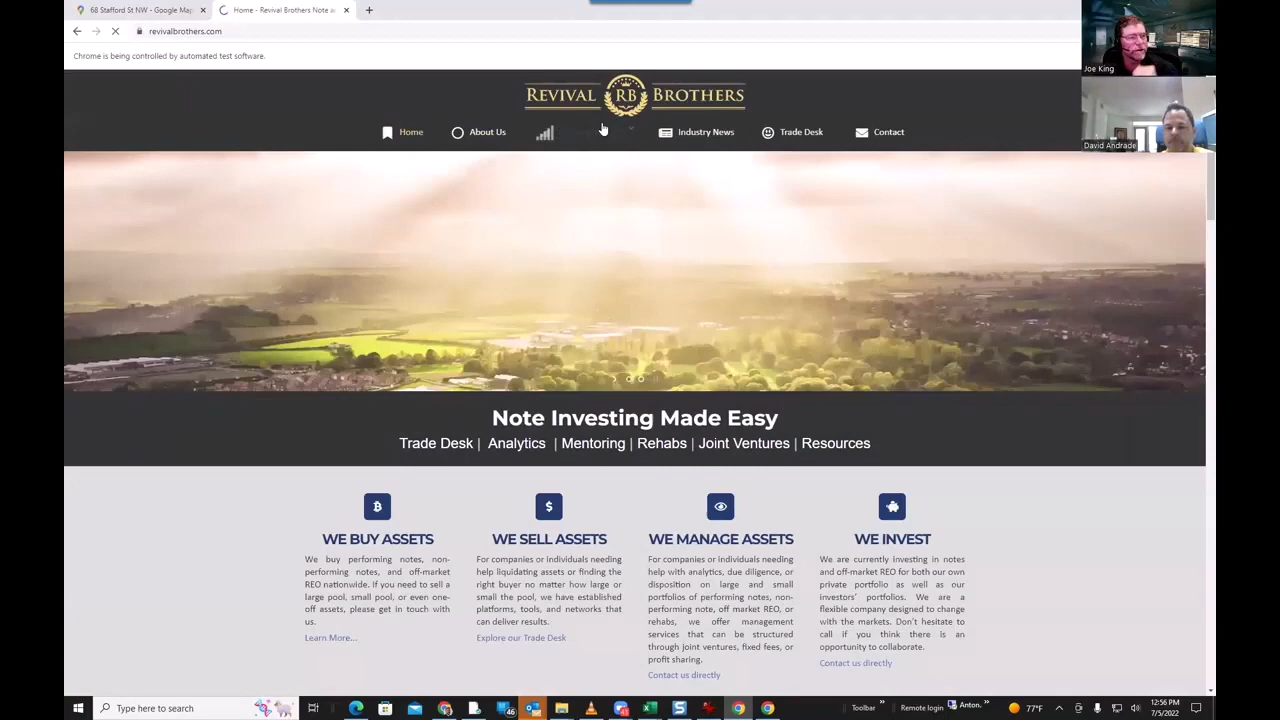 68 Stafford St NW - Google Ma
Home - Revival Brothers Note a
revivalbrothers.com
Chrome is being controlled by automated test software.
Joe King
David Andrade
REVIVAL RB BROTHERS
Home About Us Industry News Trade Desk Contact
Note Investing Made Easy
Trade Desk | Analytics | Mentoring | Rehabs | Joint Ventures | Resources
WE BUY ASSETS
We buy performing notes, non-
performing notes, and off-market
REO nationwide. If you need to sell a
large pool, small pool, or even one-
off assets, please get in touch with
us.
Learn More...
WE SELL ASSETS
For companies or individuals needing
help liquidating assets or finding the
right buyer no matter how large or
small the pool, we have established
platforms, tools, and networks that
can deliver results.
Explore our Trade Desk
WE MANAGE ASSETS
For companies or individuals needing
help with analytics, due diligence, or
disposition on large and small
portfolios of performing notes, non-
performing note, off market REO, or
rehabs, we offer management
services that can be structured
through joint ventures, fixed fees, or
profit sharing.
Contact us directly
WE INVEST
We are currently investing in notes
and off-market REO for both our own
private portfolio as well as our
investors' portfolios. We are a
flexible company designed to change
with the markets. Don't hesitate to
call if you think there is an
opportunity to collaborate.
Contact us directly
Type here to search
46
Toolbar
Remote login
Anton.
77°F
12:56 PM
7/5/2022